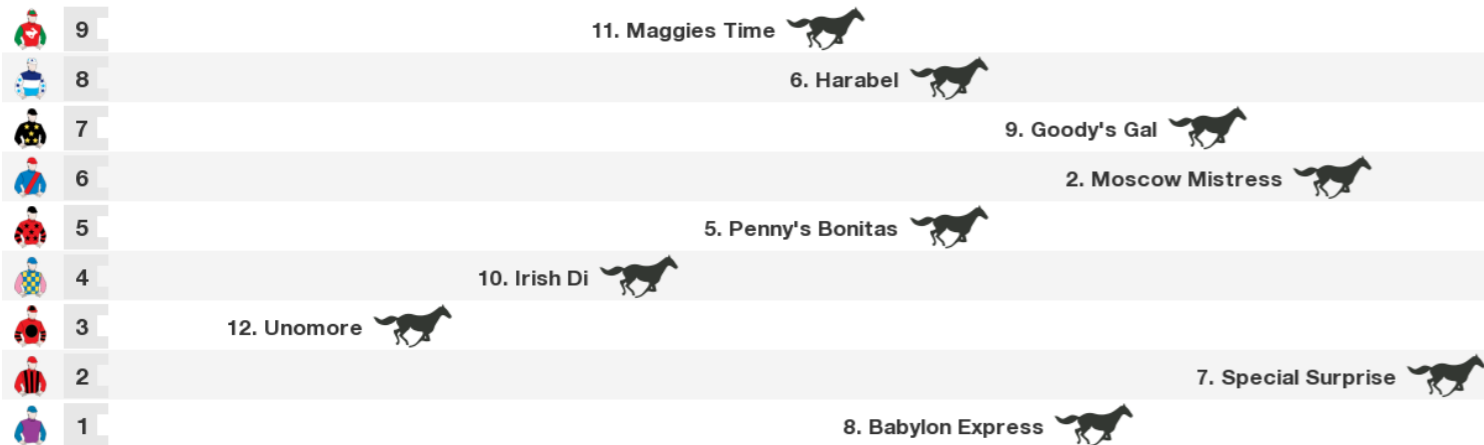 9 11. Maggies Time
8 6. Harabel
7 9. Goody's Gal
6 2. Moscow Mistress
5 5. Penny's Bonitas
4 10. Irish Di
3 12. Unomore
2 7. Special Surprise
1 8. Babylon Express